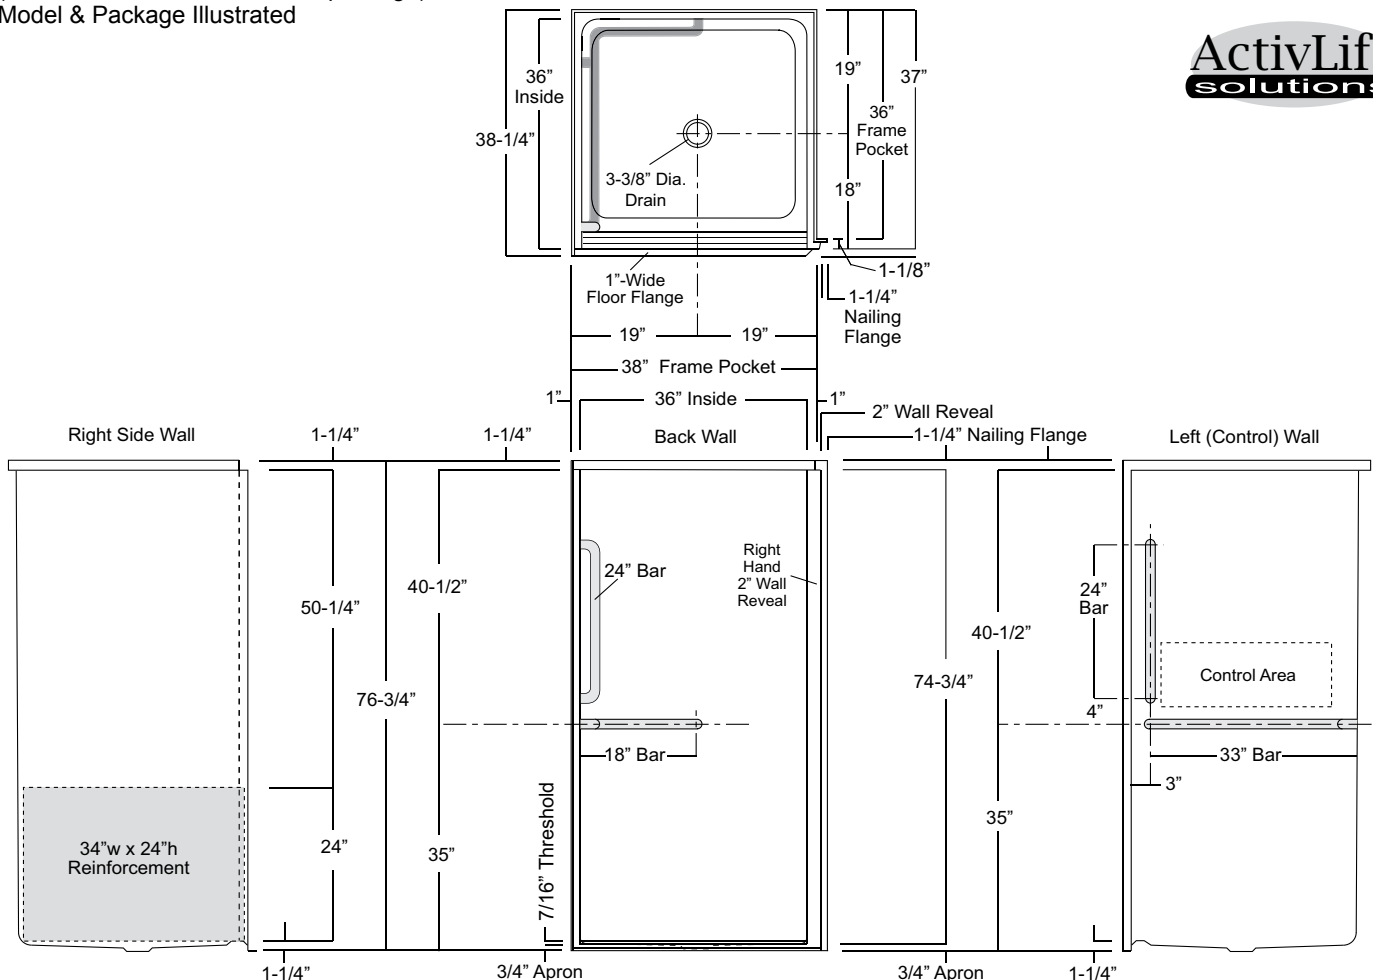 Model & Package Illustrated
ActivLif
solutions
36”
Inside
38-1/4”
19”
37”
36”
Frame
Pocket
18”
3-3/8” Dia.
Drain
1”-Wide
Floor Flange
1-1/8”
1-1/4”
Nailing
Flange
19”
19”
38” Frame Pocket
1”
36” Inside
1”
2” Wall Reveal
Right Side Wall
1-1/4”
1-1/4”
Back Wall
1-1/4” Nailing Flange
Left (Control) Wall
50-1/4”
76-3/4”
40-1/2”
24” Bar
Right
Hand
2” Wall
Reveal
74-3/4”
40-1/2”
24”
Bar
Control Area
4”
18” Bar
33” Bar
3”
34”w x 24”h
Reinforcement
24”
35”
7/16” Threshold
35”
1-1/4”
3/4” Apron
3/4” Apron
1-1/4”